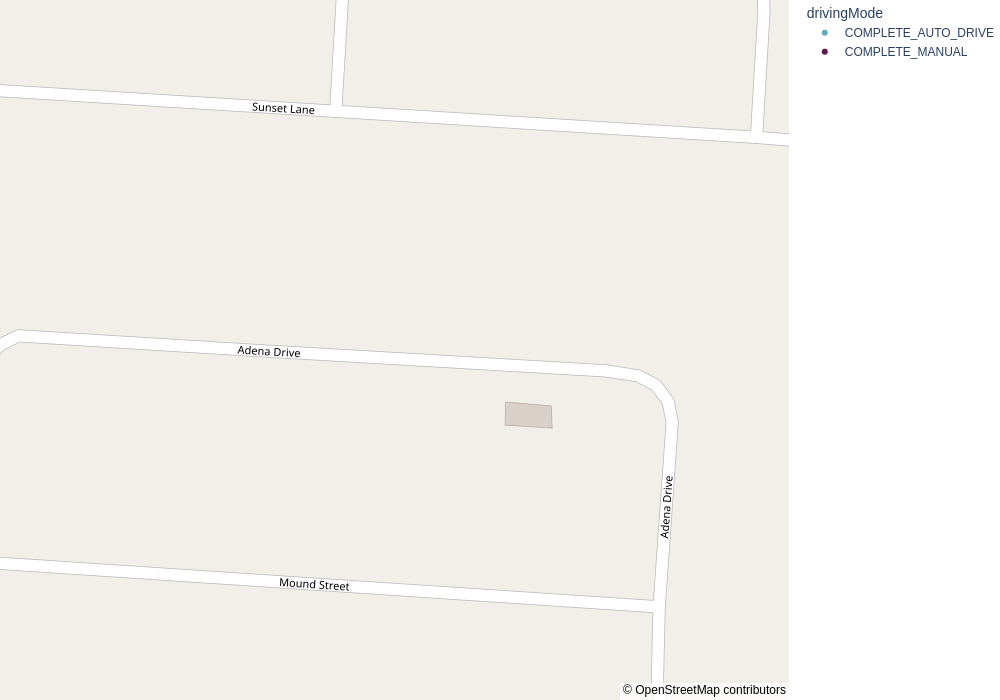 drivingMode
COMPLETE_AUTO_DRIVE
COMPLETE_MANUAL
Sunset Lane
Adena Drive
Adena Drive
Mound Street
© OpenStreetMap contributors